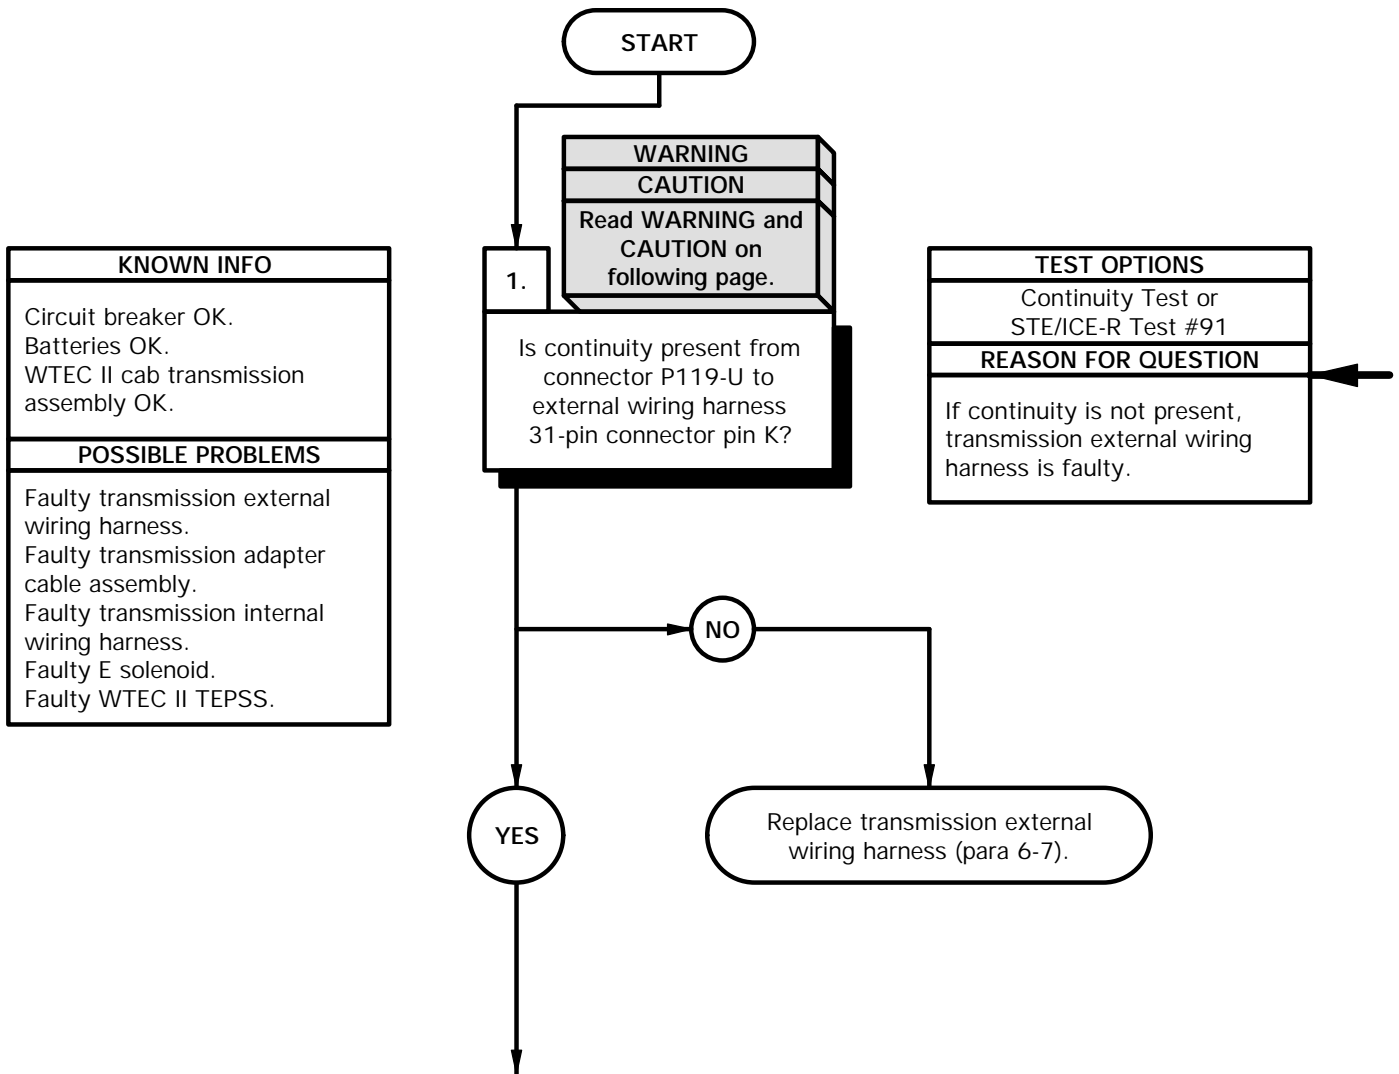 START
WARNING
CAUTION
Read WARNING and
CAUTION on
following page.
KNOWN INFO
Circuit breaker OK.
Batteries OK.
WTEC II cab transmission
assembly OK.
POSSIBLE PROBLEMS
Faulty transmission external
wiring harness.
Faulty transmission adapter
cable assembly.
Faulty transmission internal
wiring harness.
Faulty E solenoid.
Faulty WTEC II TEPSS.
1.
Is continuity present from
connector P119-U to
external wiring harness
31-pin connector pin K?
TEST OPTIONS
Continuity Test or
STE/ICE-R Test #91
REASON FOR QUESTION
If continuity is not present,
transmission external wiring
harness is faulty.
NO
YES
Replace transmission external
wiring harness (para 6-7).